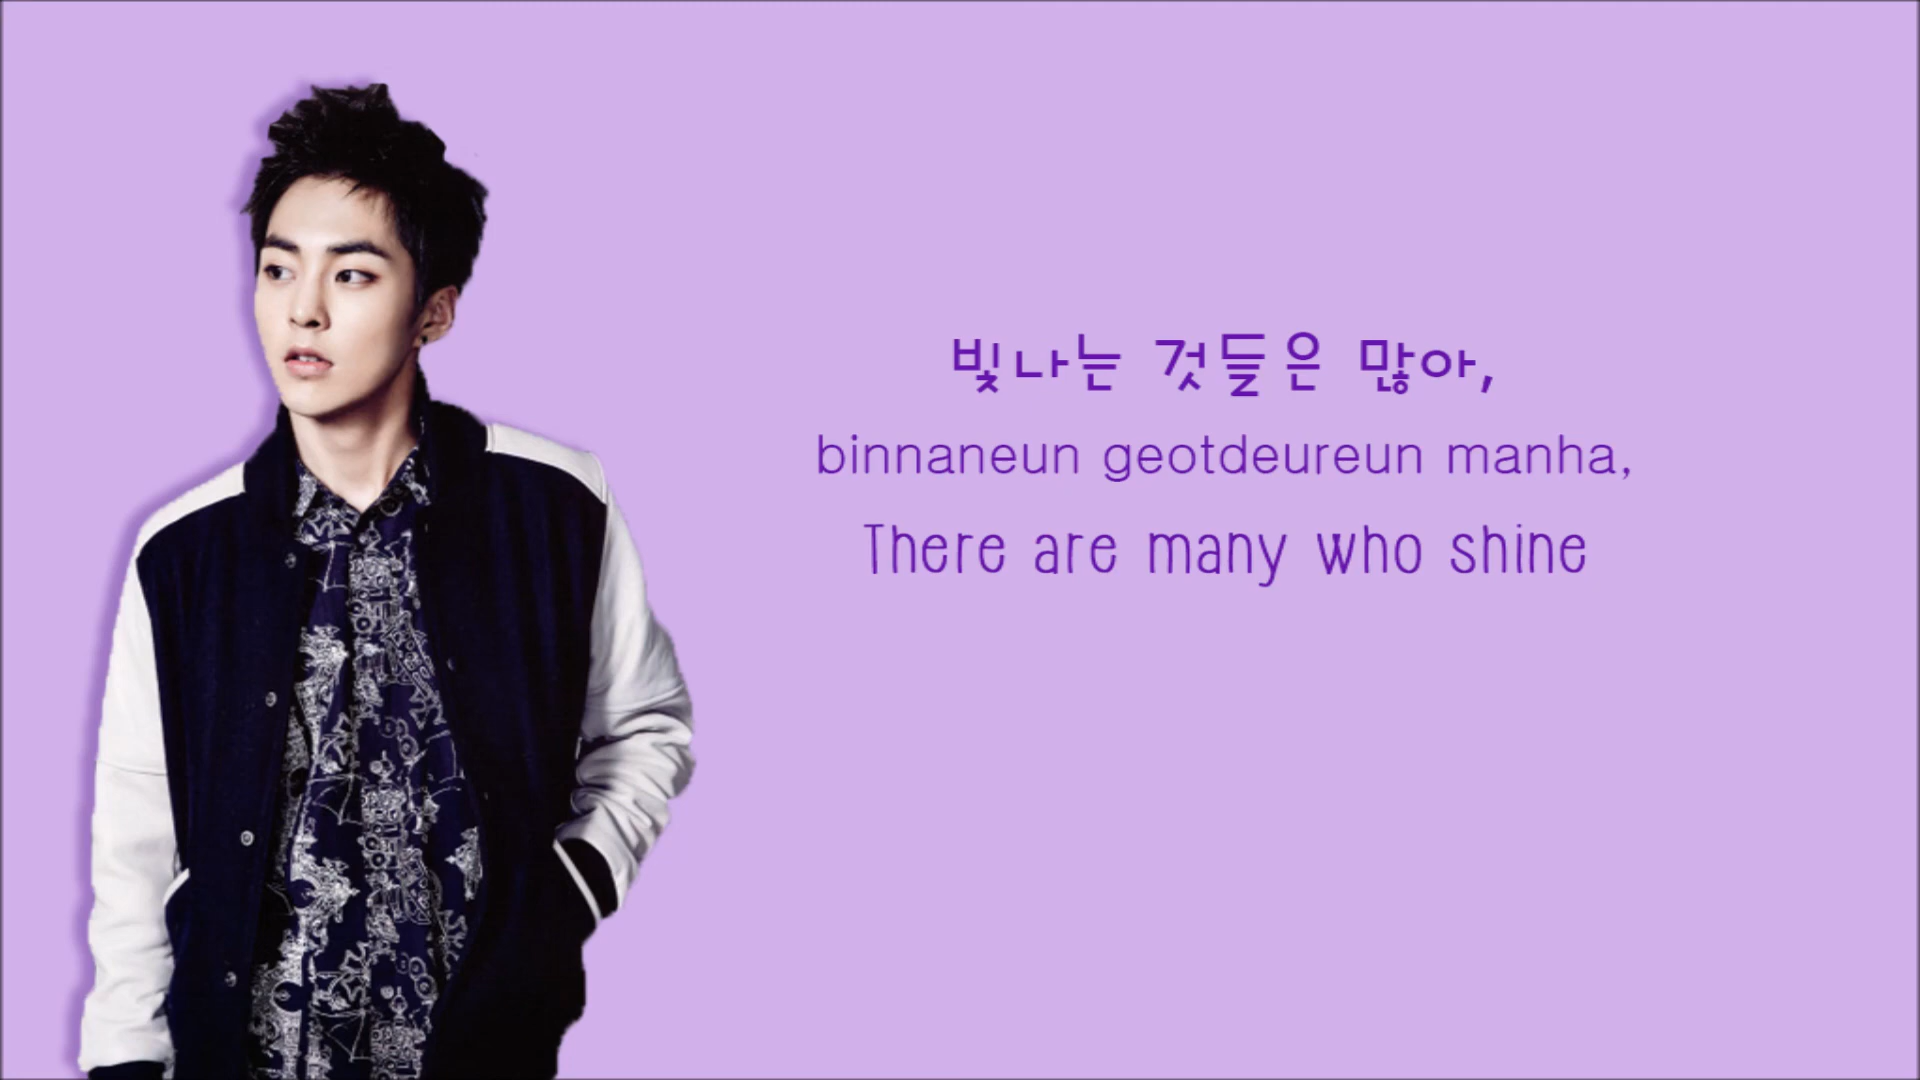 빛나는 것들은 많아,
binnaneun geotdeureun manha,
There are many who shine